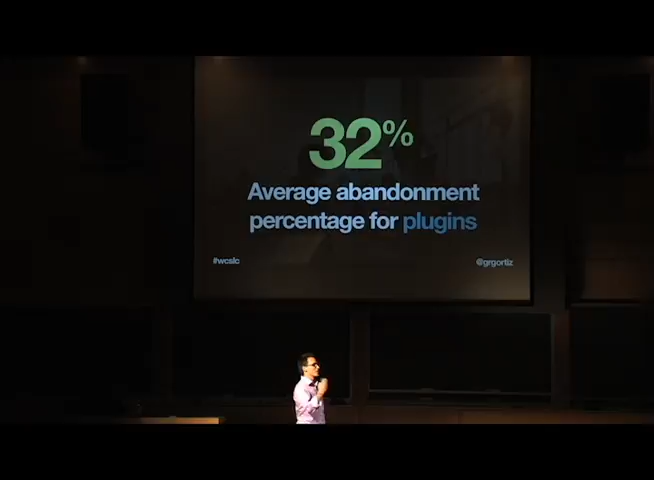 32%
Average abandonment
percentage for plugins
#wcslc
@grgortiz